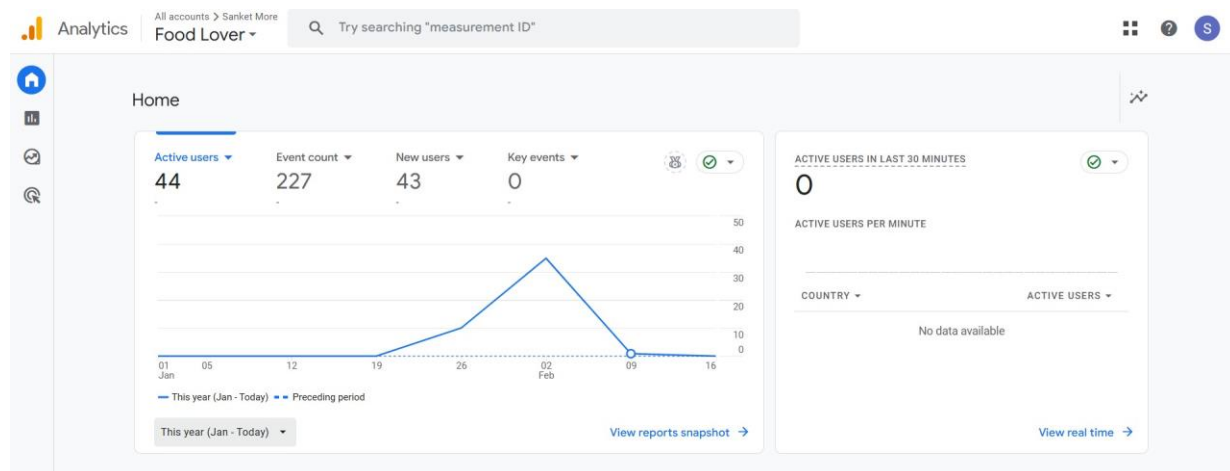 Analytics
All accounts > Sanket More
Food Lover
Try searching "measurement ID"
S
Home
Active users
44
-
Event count
227
-
New users
43
-
Key events
0
-
50
40
30
20
10
0
01 Jan
05
12
19
26
02 Feb
09
16
This year (Jan - Today)
Preceding period
This year (Jan - Today)
View reports snapshot
ACTIVE USERS IN LAST 30 MINUTES
0
ACTIVE USERS PER MINUTE
COUNTRY
ACTIVE USERS
No data available
View real time